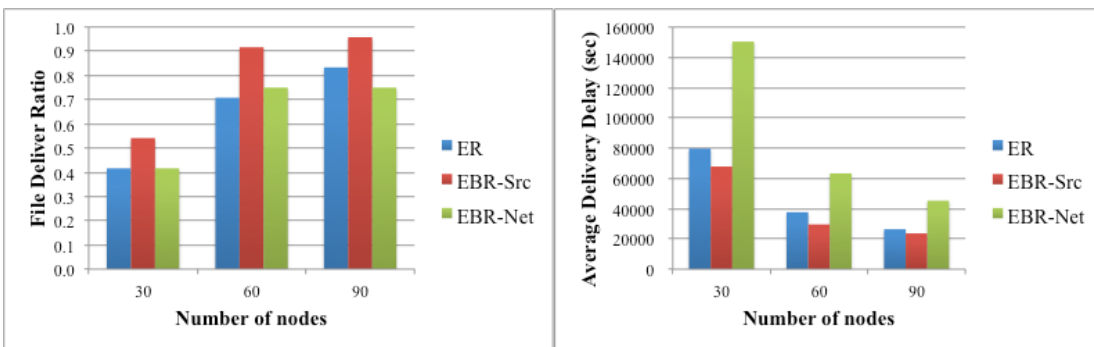 File Deliver Ratio
1.0
0.9
0.8
0.7
0.6
0.5
0.4
0.3
0.2
0.1
0.0
30 60 90
Number of nodes
ER
EBR-Src
EBR-Net
Average Delivery Delay (sec)
160000
140000
120000
100000
80000
60000
40000
20000
0
30 60 90
Number of nodes
ER
EBR-Src
EBR-Net